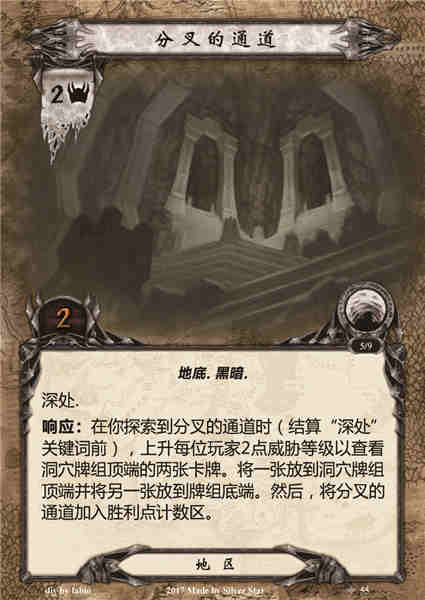 分叉的通道
2
2
5/9
地底. 黑暗.
深处.
响应：在你探索到分叉的通道时（结算“深处”
关键词前），上升每位玩家2点威胁等级以查看
洞穴牌组顶端的两张卡牌。将一张放到洞穴牌组
顶端并将另一张放到牌组底端。然后，将分叉的
通道加入胜利点计数区。
地区
diy by fabio
2017 Made by Silver Star
44